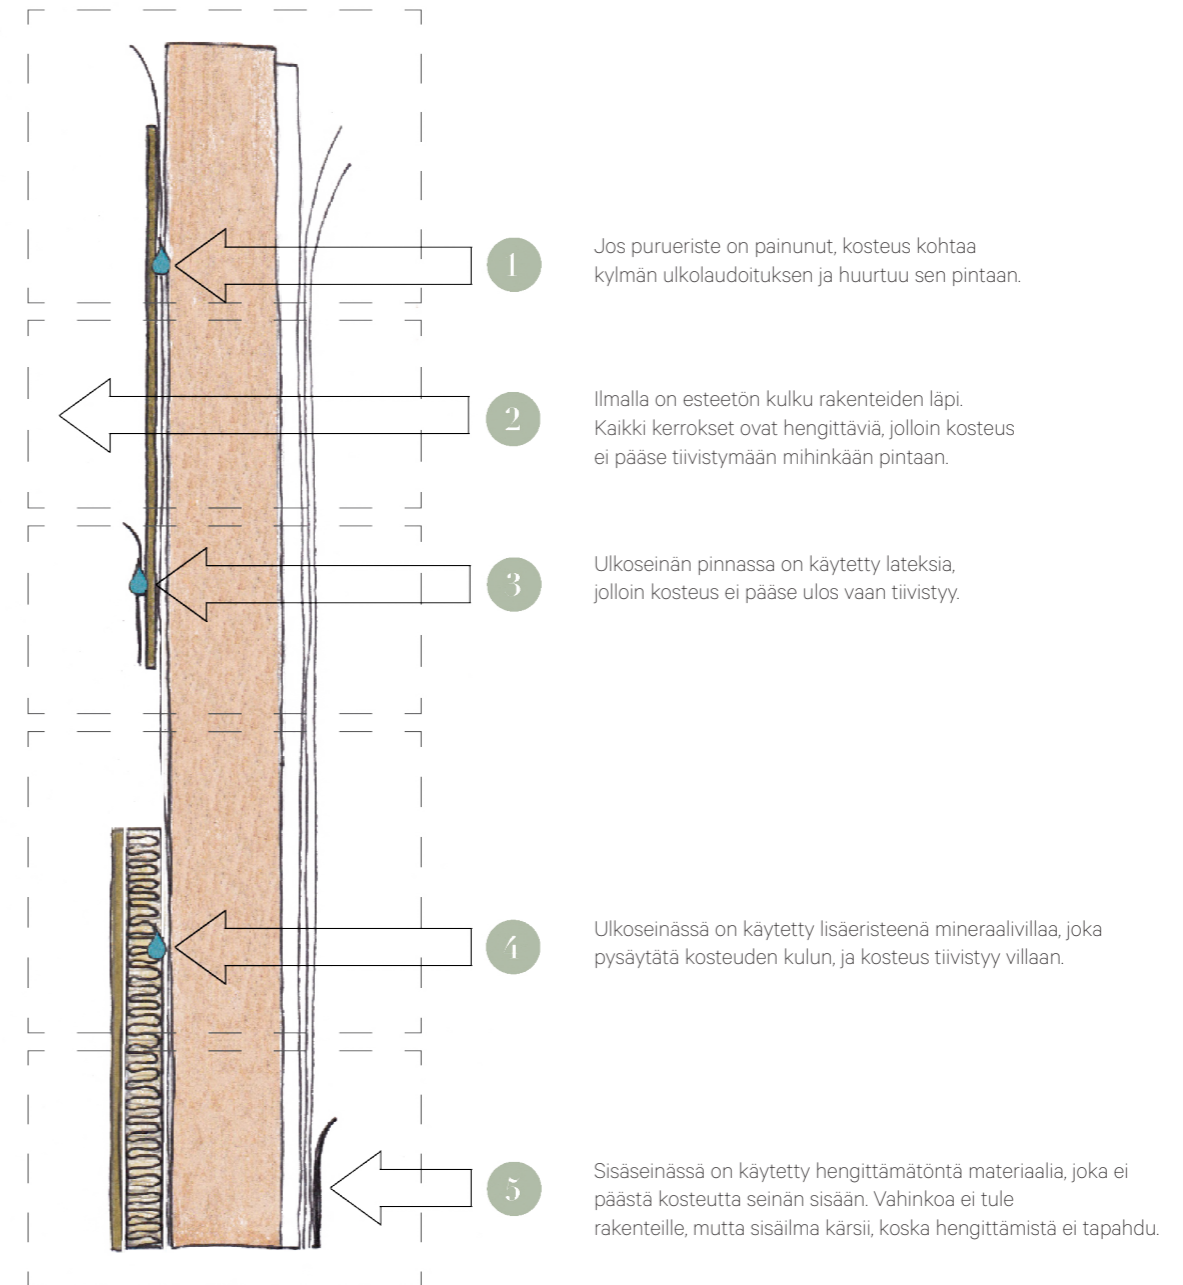 1
Jos purueriste on painunut, kosteus kohtaa
kylmän ulkolaudoituksen ja huurtuu sen pintaan.
2
Ilmalla on esteetön kulku rakenteiden läpi.
Kaikki kerrokset ovat hengittäviä, jolloin kosteus
ei pääse tiivistymään mihinkään pintaan.
3
Ulkoseinän pinnassa on käytetty lateksia,
jolloin kosteus ei pääse ulos vaan tiivistyy.
4
Ulkoseinässä on käytetty lisäeristeenä mineraalivillaa, joka
pysäytätä kosteuden kulun, ja kosteus tiivistyy villaan.
5
Sisäseinässä on käytetty hengittämätöntä materiaalia, joka ei
päästä kosteutta seinän sisään. Vahinkoa ei tule
rakenteille, mutta sisäilma kärsii, koska hengittämistä ei tapahdu.